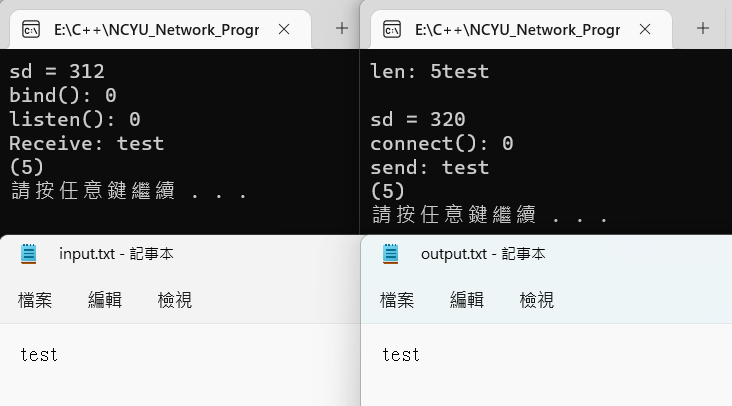 E:\C++\NCYU_Network_Progr
sd = 312
bind(): 0
listen(): 0
Receive: test
(5)
請按任意鍵繼續 . . .
E:\C++\NCYU_Network_Progr
len: 5test
sd = 320
connect(): 0
send: test
(5)
請按任意鍵繼續 . . .
input.txt - 記事本
檔案 編輯 檢視
test
output.txt - 記事本
檔案 編輯 檢視
test